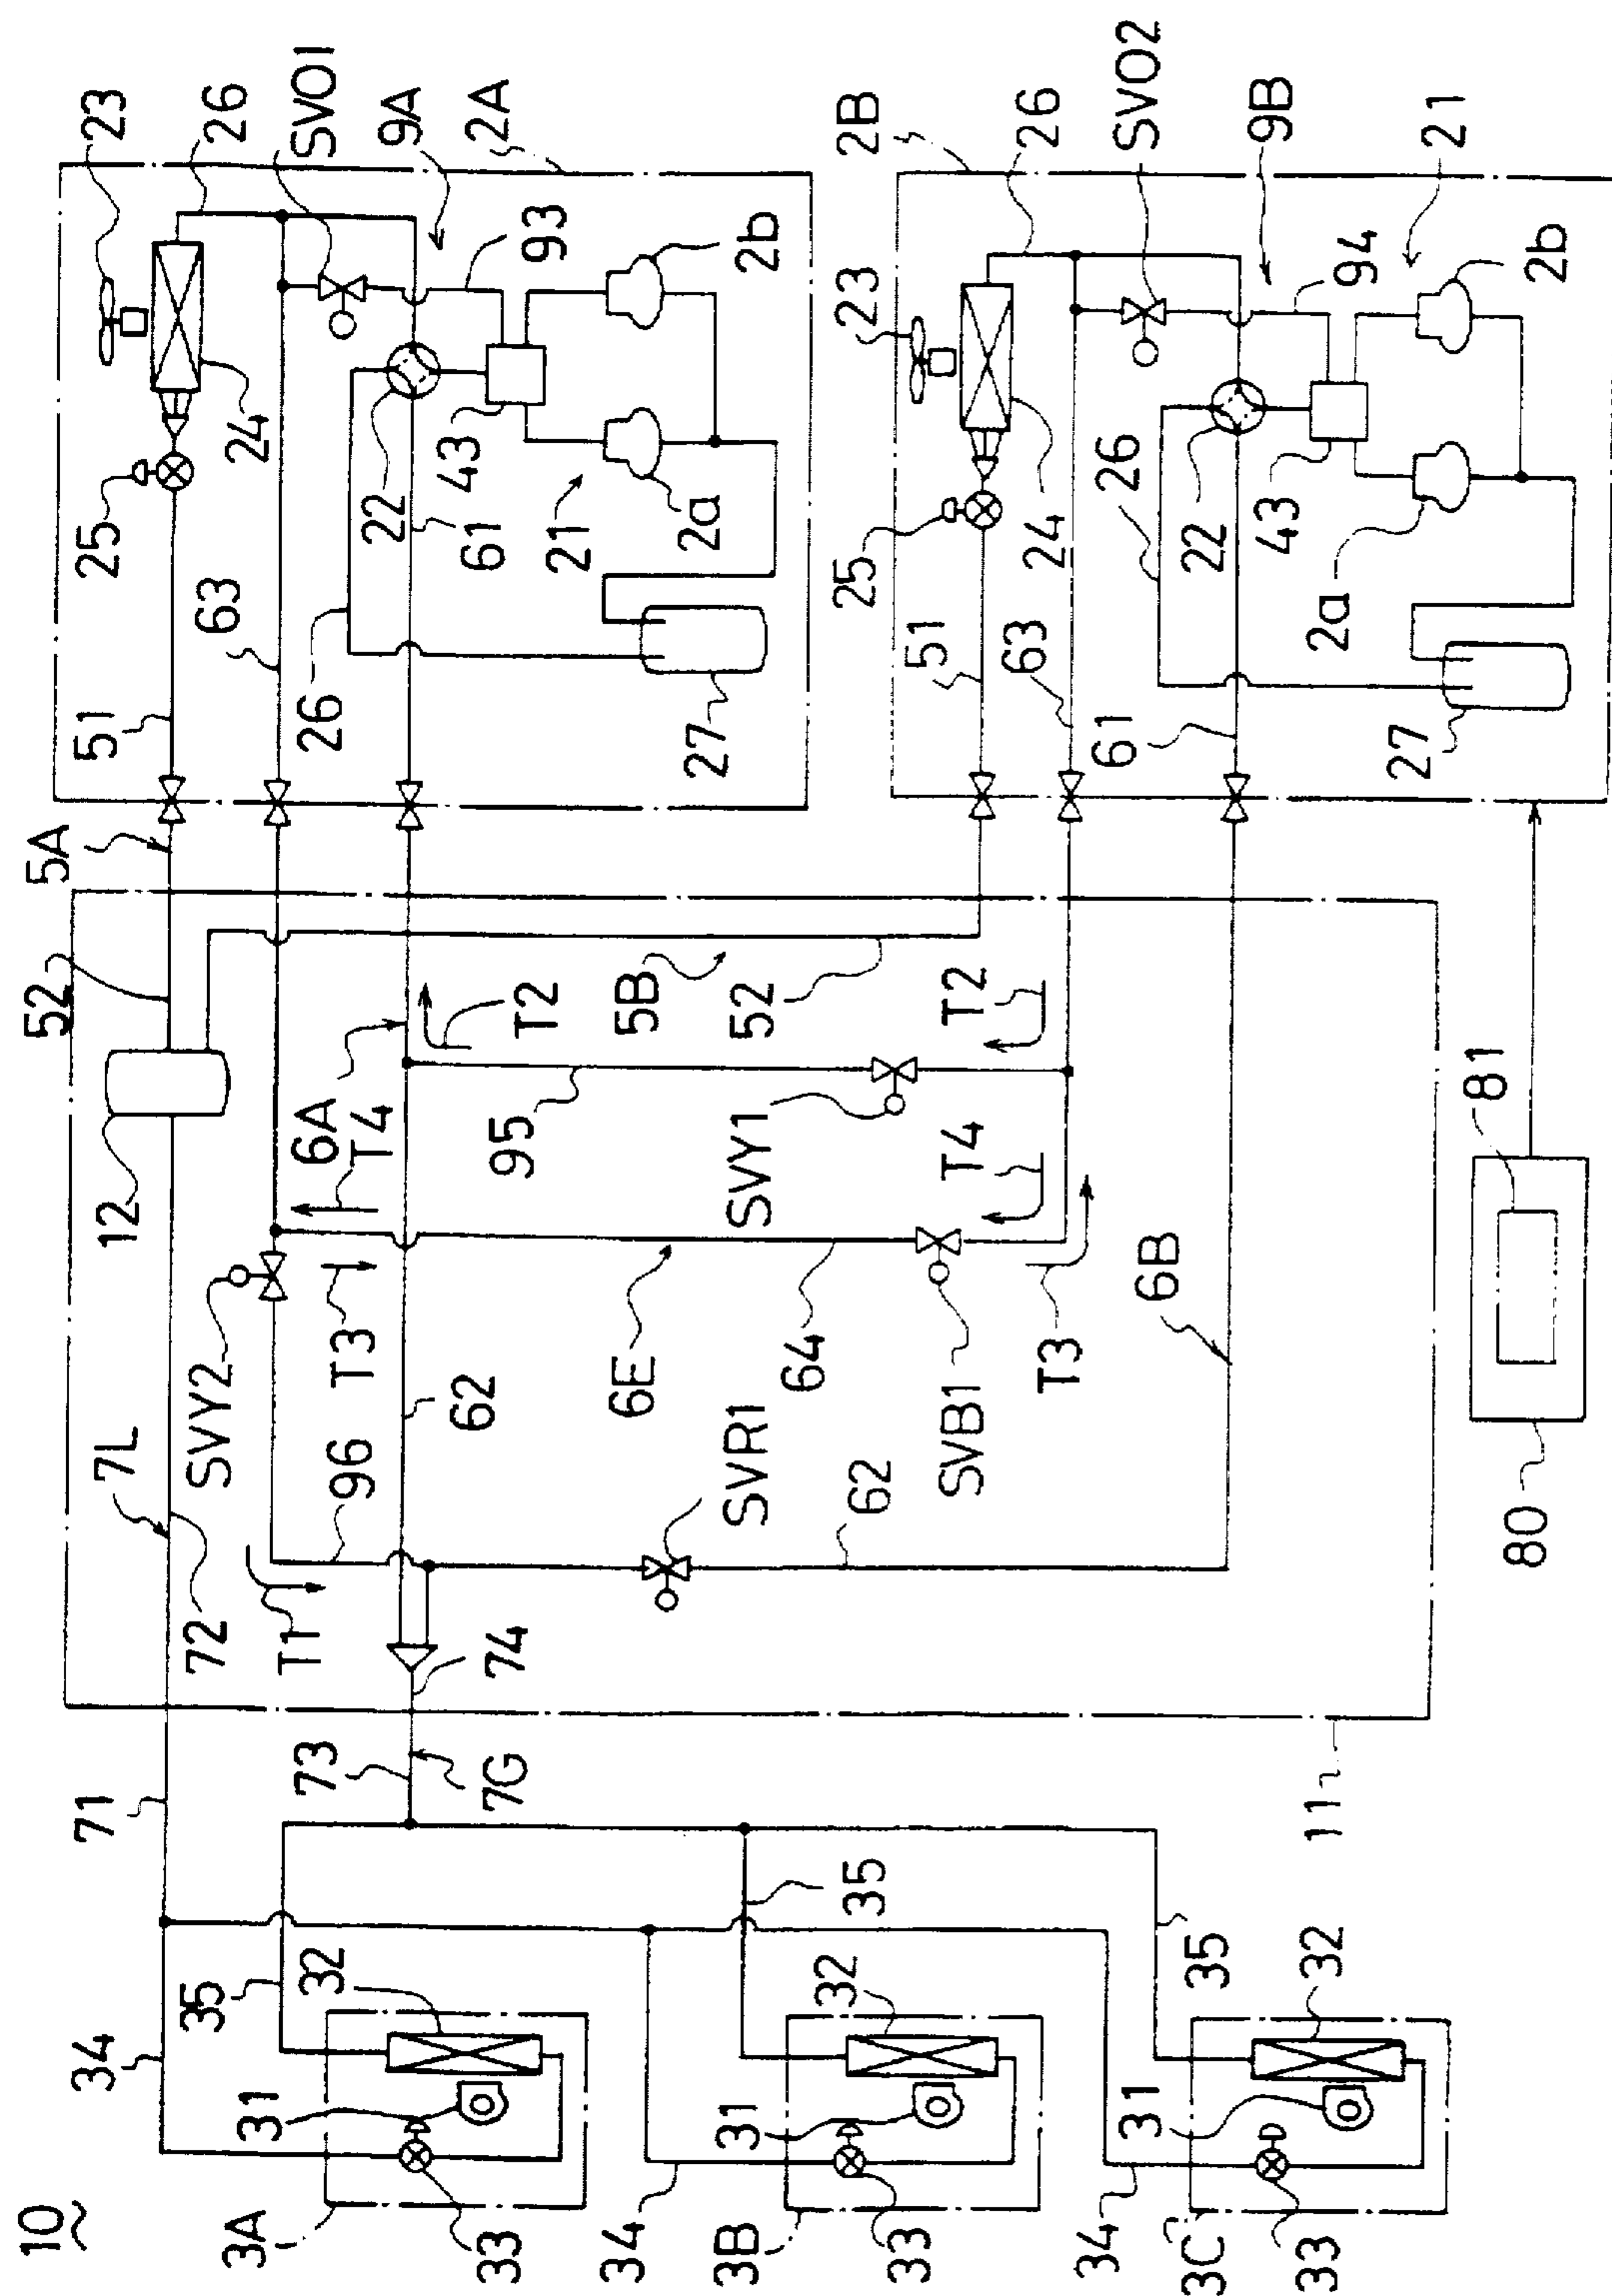 10
52
5A
34
71
7L
12
51
25
23
35
72
SVY2
63
24
26
3A
31
32
73
T1
96
T3
6A
T4
26
SVO1
22
9A
33
7G
74
62
61
43
2A
T2
95
21
93
34
6E
5B
2a
27
2b
3B
31
32
35
SVR1
64
SVY1
52
25
23
33
62
SVB1
T4
T2
51
2B
34
T3
63
24
26
31
32
35
6B
61
26
SVO2
3C
22
9B
33
11
43
2a
94
21
80
81
27
2b